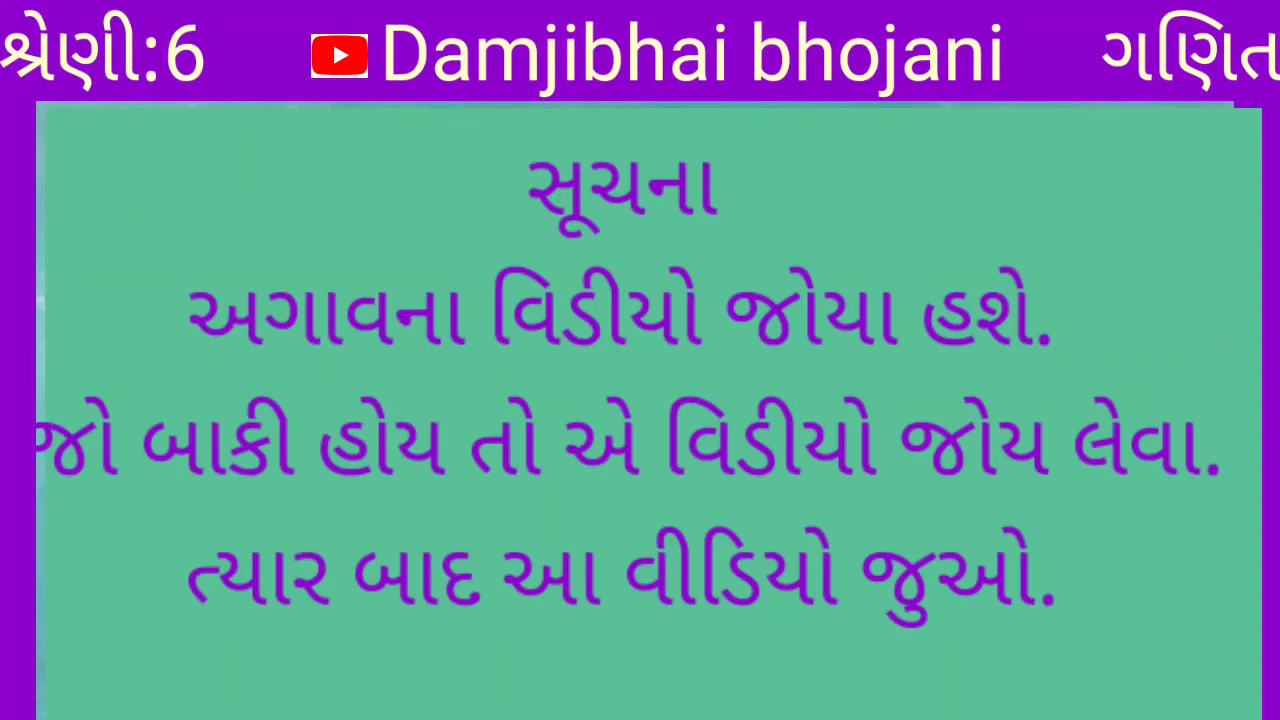 શ્રેણી:6 Damjibhai bhojani ગણિત
સૂચના
અગાવના વિડીયો જોયા હશે.
જો બાકી હોય તો એ વિડીયો જોય લેવા.
ત્યાર બાદ આ વીડિયો જુઓ.